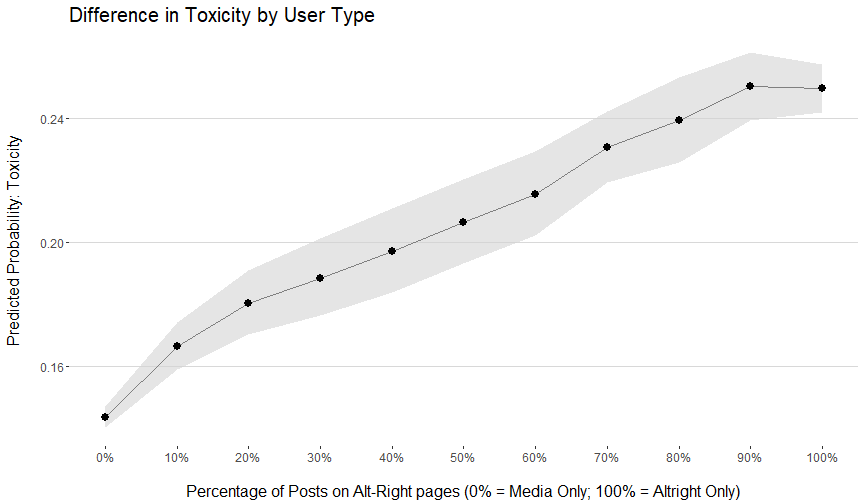 Difference in Toxicity by User Type
Predicted Probability: Toxicity
0.24
0.20
0.16
0% 10% 20% 30% 40% 50% 60% 70% 80% 90% 100%
Percentage of Posts on Alt-Right pages (0% = Media Only; 100% = Altright Only)